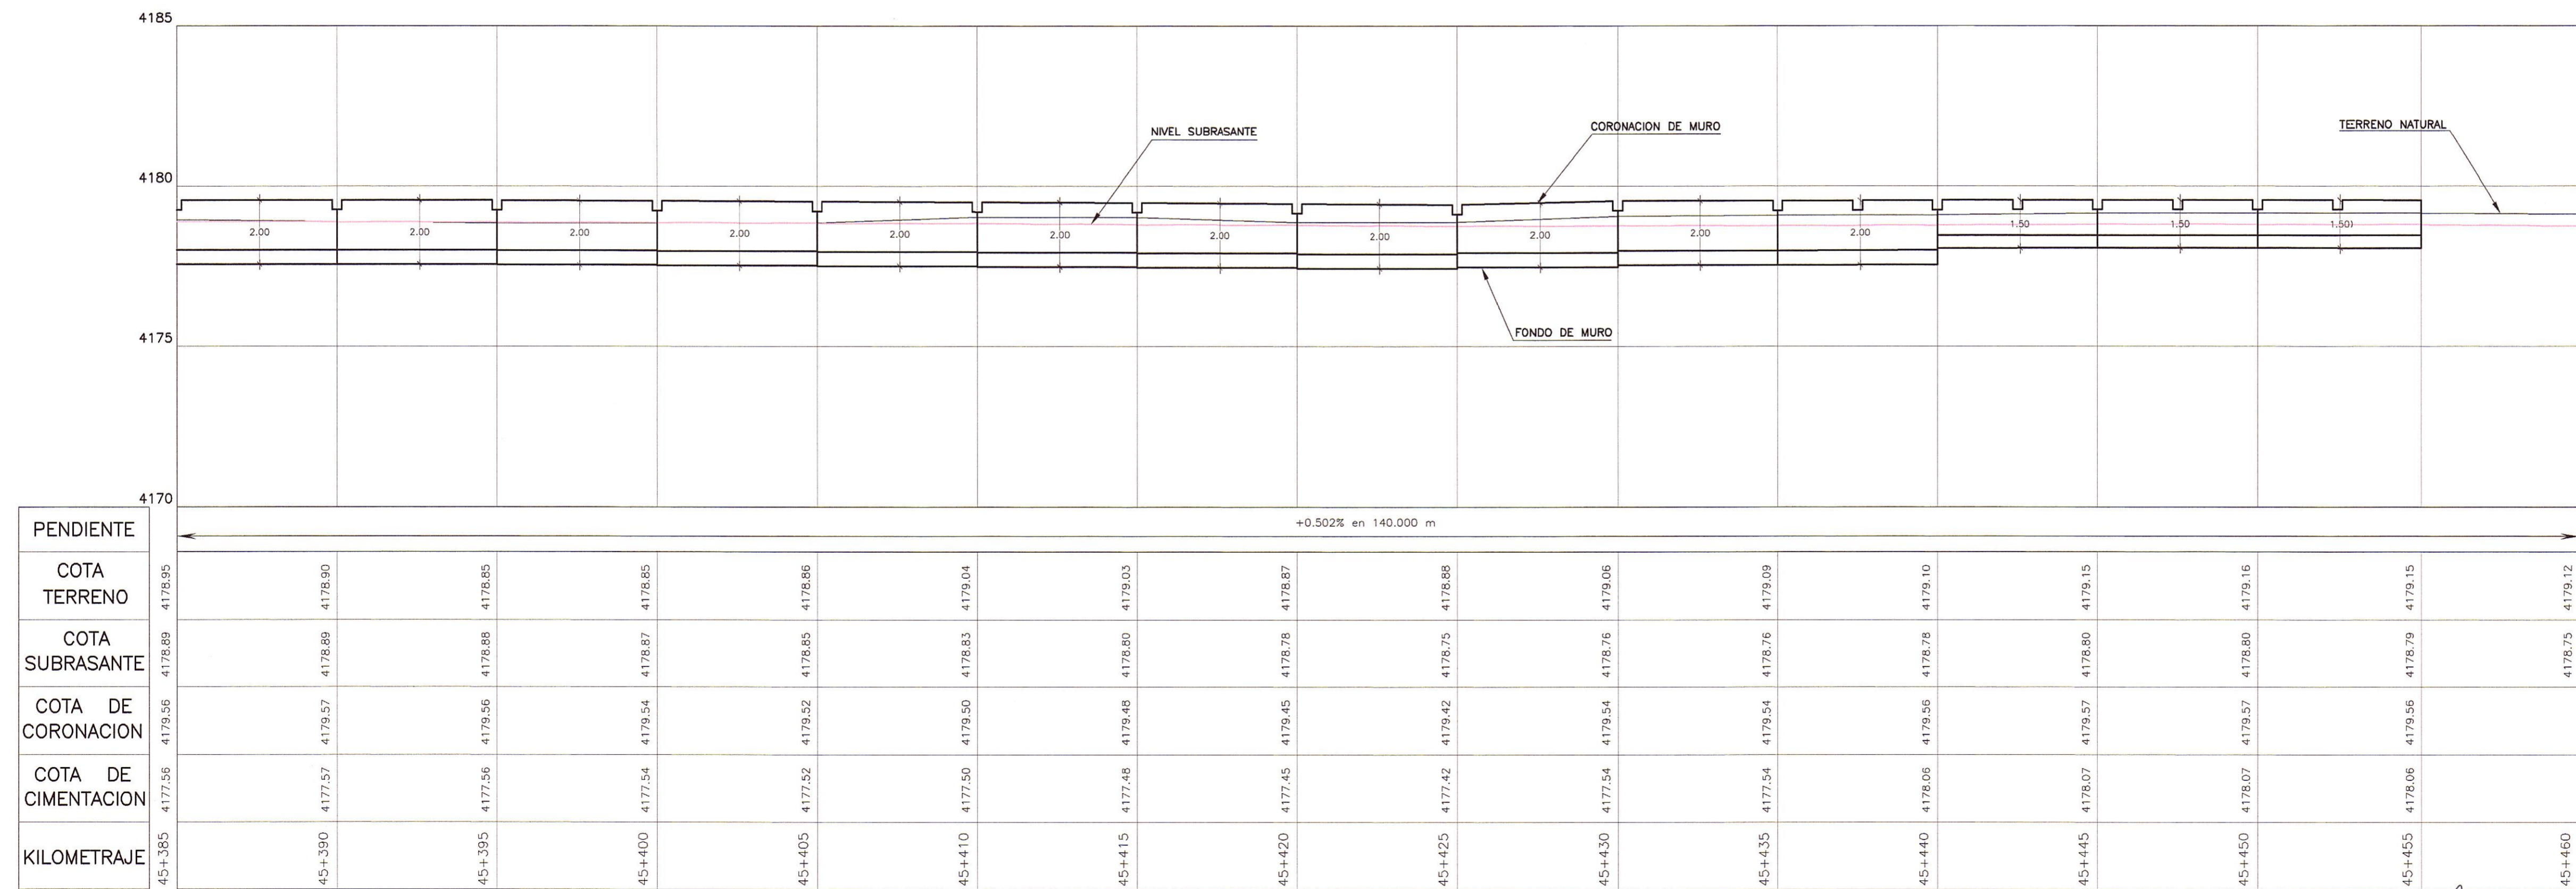 4185
NIVEL SUBRASANTE
CORONACION DE MURO
TERRENO NATURAL
4180
2.00 2.00 2.00 2.00 2.00 2.00 2.00 2.00 2.00 2.00 2.00 1.50 1.50 1.50)
4175
FONDO DE MURO
4170
PENDIENTE
+0.502% en 140.000 m
COTA TERRENO
4178.95 4178.90 4178.85 4178.85 4178.86 4179.04 4179.03 4178.87 4178.88 4179.06 4179.09 4179.10 4179.15 4179.16 4179.15 4179.12
COTA SUBRASANTE
4178.89 4178.89 4178.88 4178.87 4178.85 4178.83 4178.80 4178.78 4178.75 4178.76 4178.76 4178.78 4178.80 4178.80 4178.79 4178.75
COTA DE CORONACION
4179.56 4179.57 4179.56 4179.54 4179.52 4179.50 4179.48 4179.45 4179.42 4179.54 4179.54 4179.56 4179.57 4179.57 4179.56
COTA DE CIMENTACION
4177.56 4177.57 4177.56 4177.54 4177.52 4177.50 4177.48 4177.45 4177.42 4177.54 4177.54 4178.06 4178.07 4178.07 4178.06
KILOMETRAJE
45+385 45+390 45+395 45+400 45+405 45+410 45+415 45+420 45+425 45+430 45+435 45+440 45+445 45+450 45+455 45+460